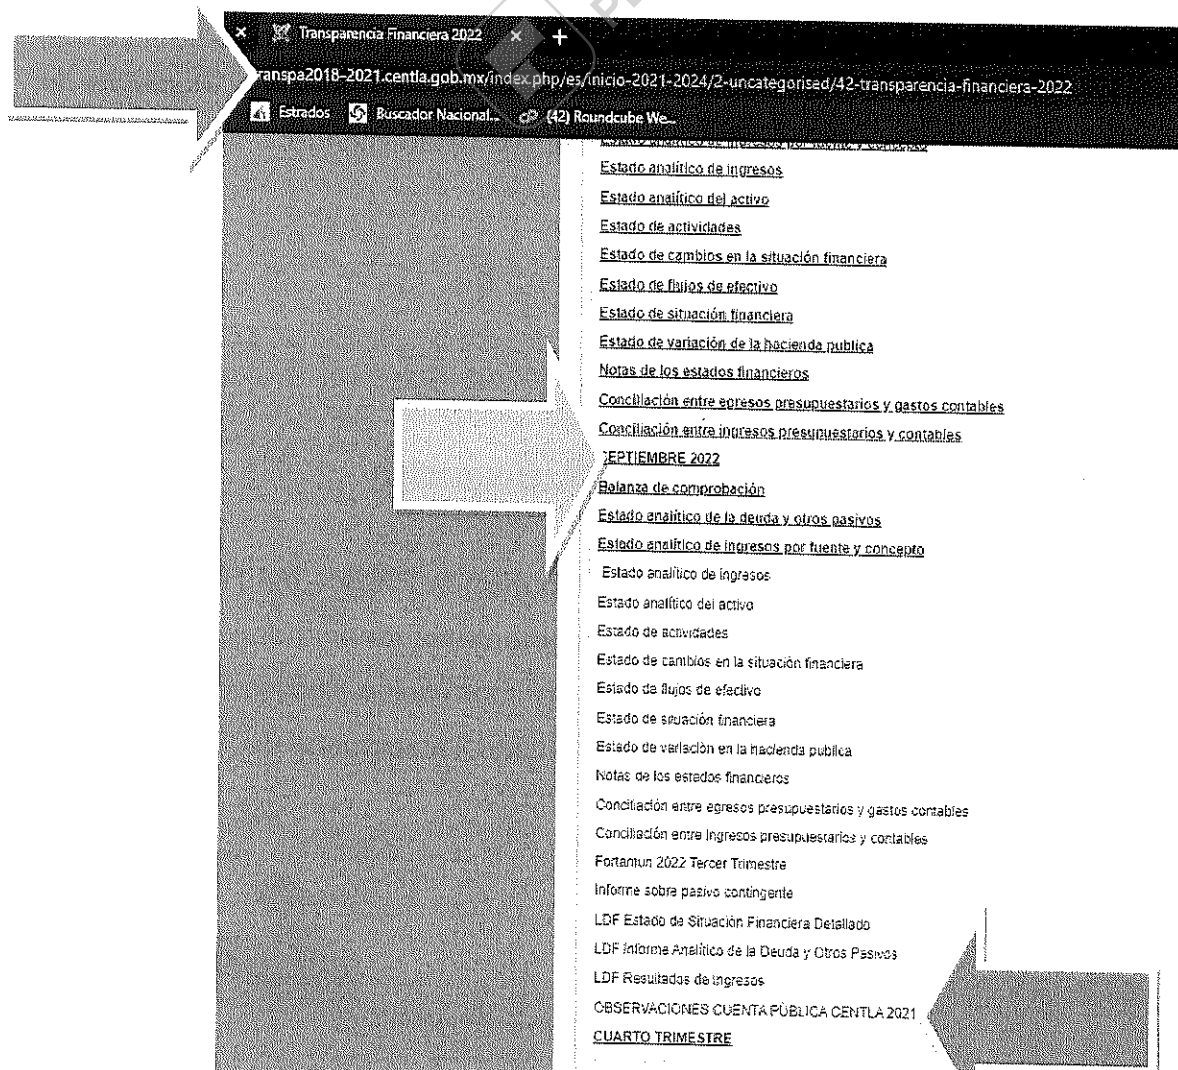 Transparencia Financiera 2022
ranspa2018-2021.centla.gob.mx/index.php/es/inicio-2021-2024/2-uncategorised/42-transparencia-financiera-2022
Estrados Buscador Nacional... (42) Roundcube We...
Estado analítico de ingresos por fuente y concepto
Estado analítico de ingresos
Estado analítico del activo
Estado de actividades
Estado de cambios en la situación financiera
Estado de flujos de efectivo
Estado de situación financiera
Estado de variación de la hacienda publica
Notas de los estados financieros
Conciliación entre egresos presupuestarios y gastos contables
Conciliación entre ingresos presupuestarios y contables
SEPTIEMBRE 2022
Balanza de comprobación
Estado analítico de la deuda y otros pasivos
Estado analítico de ingresos por fuente y concepto
Estado analítico de ingresos
Estado analítico del activo
Estado de actividades
Estado de cambios en la situación financiera
Estado de flujos de efectivo
Estado de situación financiera
Estado de variación en la hacienda publica
Notas de los estados financieros
Conciliación entre egresos presupuestarios y gastos contables
Conciliación entre ingresos presupuestarios y contables
Fortamun 2022 Tercer Trimestre
Informe sobre pasivo contingente
LDF Estado de Situación Financiera Detallado
LDF Informe Analítico de la Deuda y Otros Pasivos
LDF Resultados de ingresos
OBSERVACIONES CUENTA PÚBLICA CENTLA 2021
CUARTO TRIMESTRE